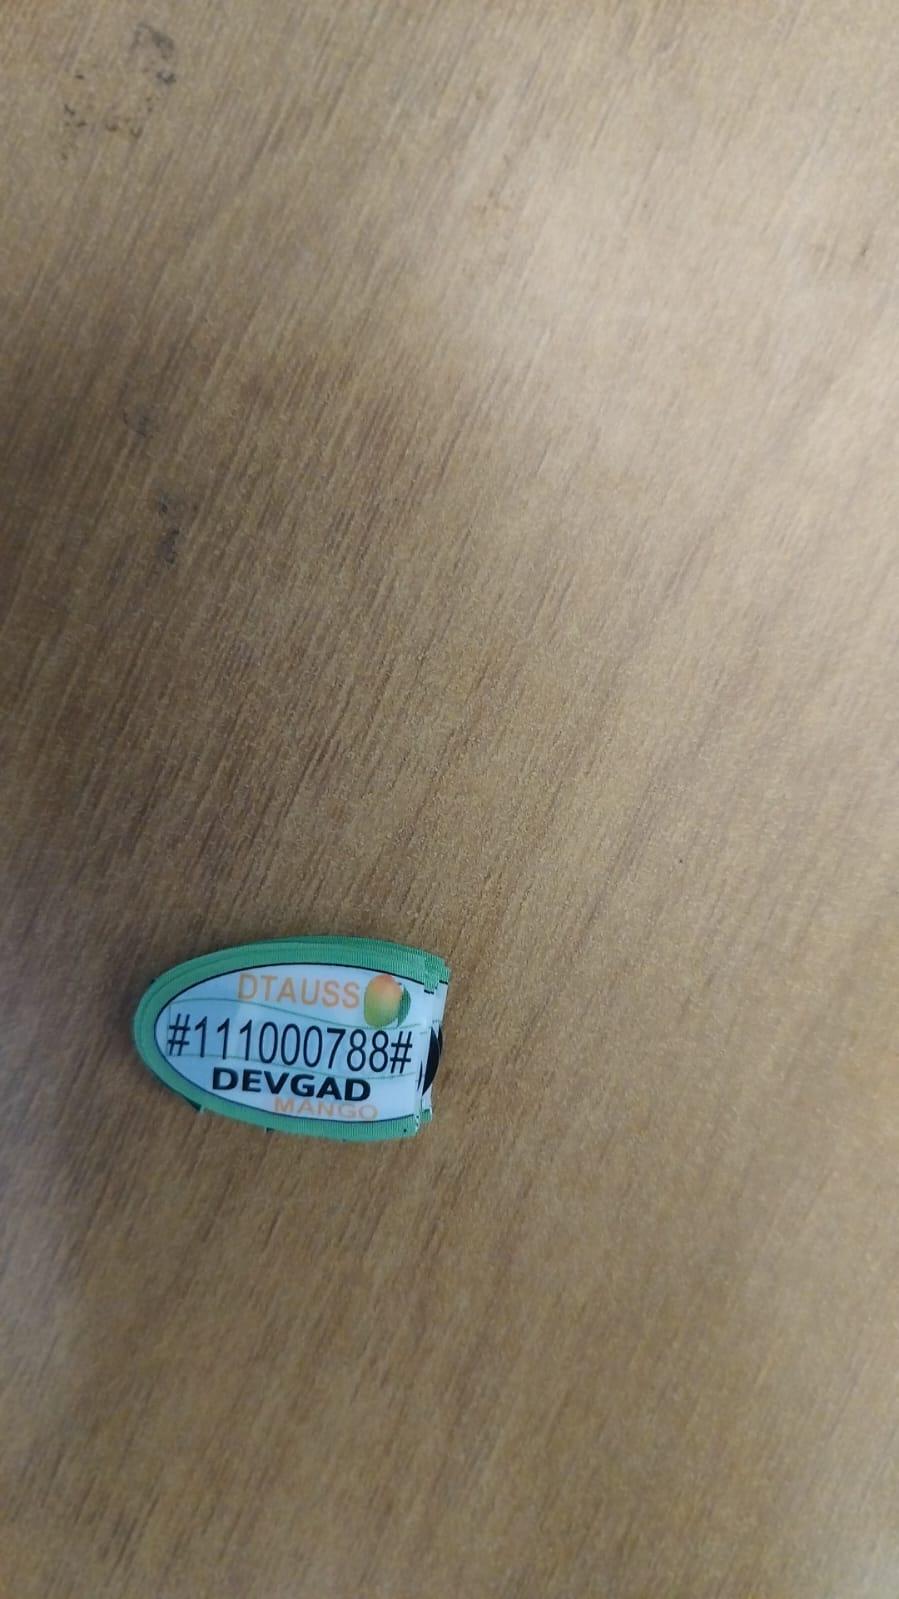 DTAUSS
#111000788#
DEVGAD
MANGO